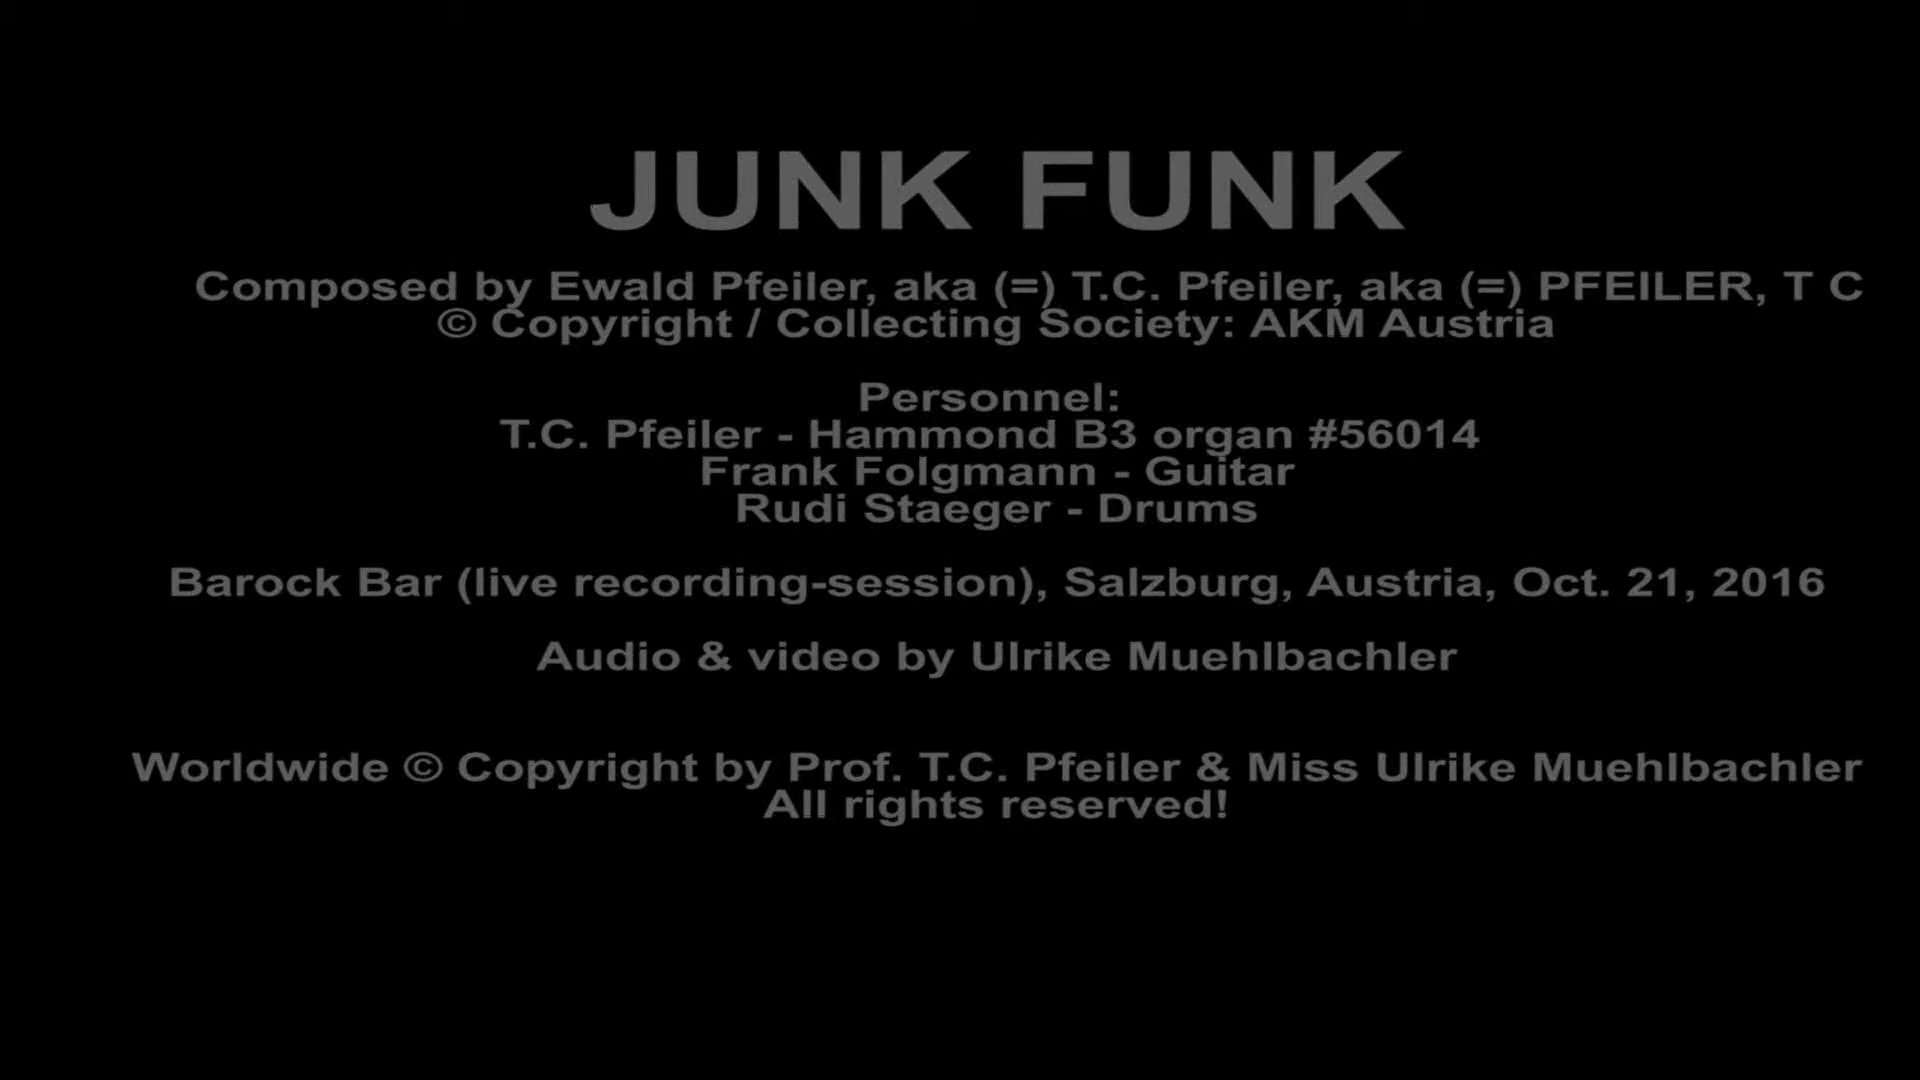 JUNK FUNK
Composed by Ewald Pfeiler, aka (=) T.C. Pfeiler, aka (=) PFEILER, T C
© Copyright / Collecting Society: AKM Austria
Personnel:
T.C. Pfeiler - Hammond B3 organ #56014
Frank Folgmann - Guitar
Rudi Staeger - Drums
Barock Bar (live recording-session), Salzburg, Austria, Oct. 21, 2016
Audio & video by Ulrike Muehlbachler
Worldwide © Copyright by Prof. T.C. Pfeiler & Miss Ulrike Muehlbachler
All rights reserved!